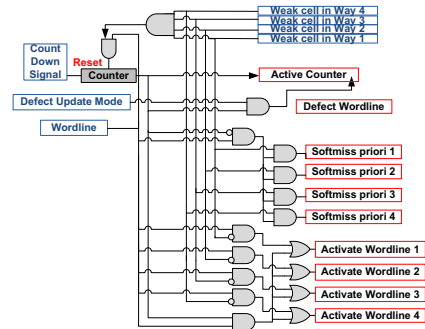 Weak cell in Way 4
Weak cell in Way 3
Weak cell in Way 2
Weak cell in Way 1
Count
Down
Signal
Reset
Counter
Active Counter
Defect Update Mode
Defect Wordline
Wordline
Softmiss priori 1
Softmiss priori 2
Softmiss priori 3
Softmiss priori 4
Activate Wordline 1
Activate Wordline 2
Activate Wordline 3
Activate Wordline 4